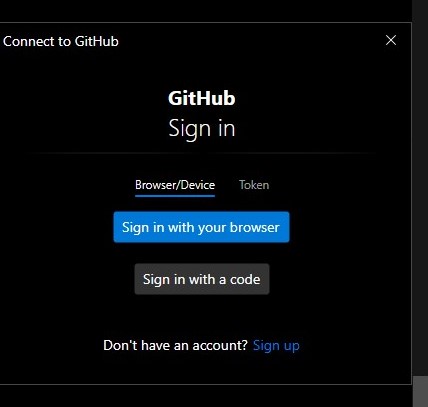 Connect to GitHub
GitHub
Sign in
Browser/Device Token
Sign in with your browser
Sign in with a code
Don't have an account? Sign up